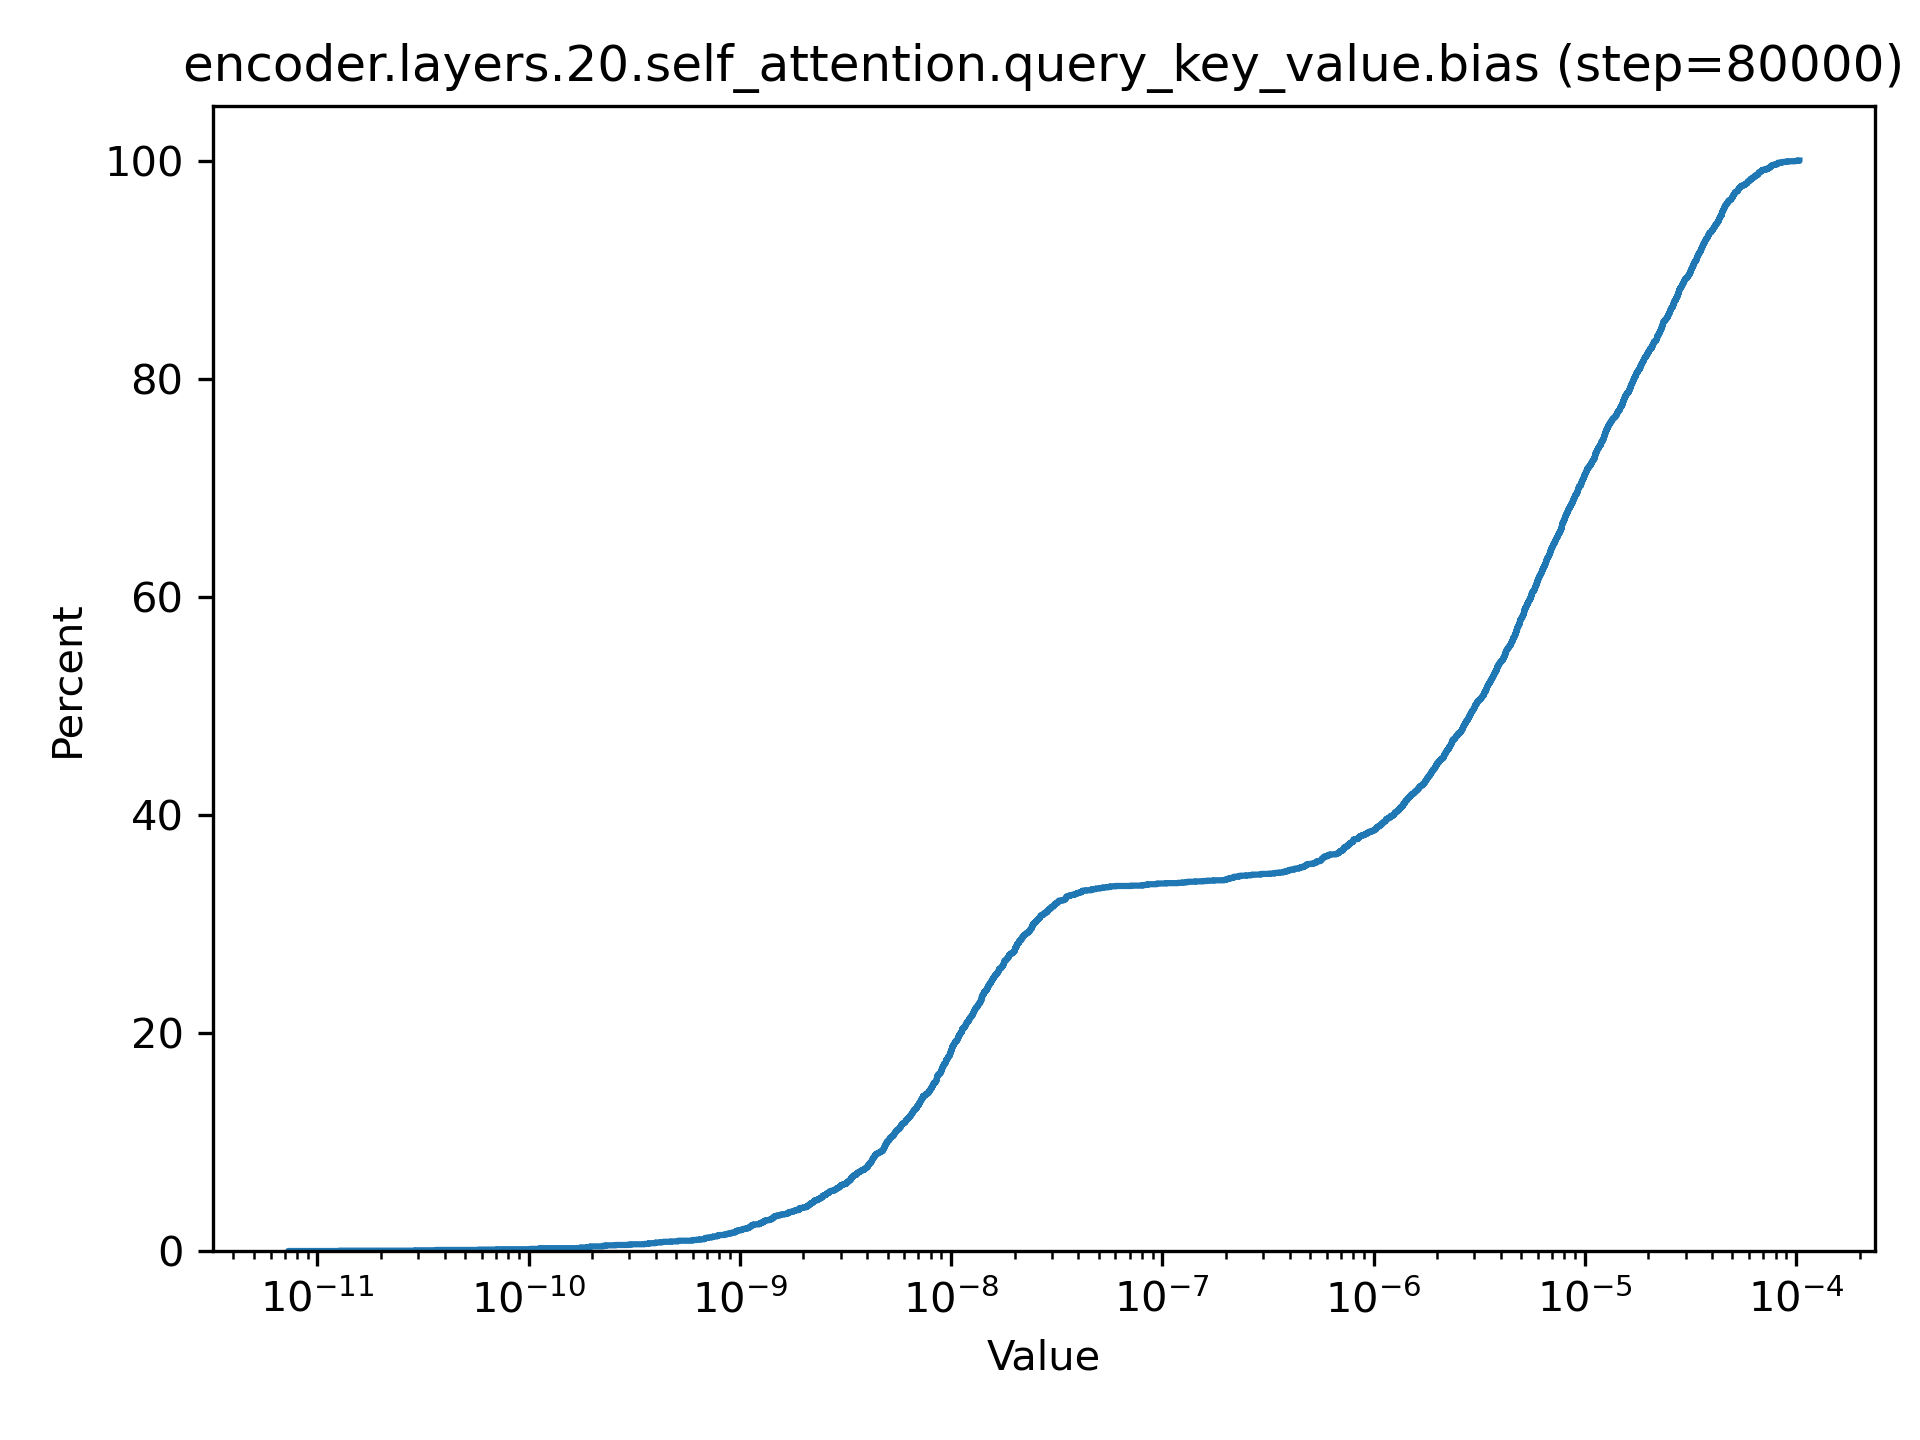 encoder.layers.20.self_attention.query_key_value.bias (step=80000)
100
80
60
40
20
0
Percent
10⁻¹¹ 10⁻¹⁰ 10⁻⁹ 10⁻⁸ 10⁻⁷ 10⁻⁶ 10⁻⁵ 10⁻⁴
Value